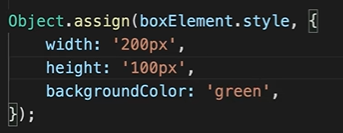 Object.assign(boxElement.style, {
    width: '200px',
    height: '100px',
    backgroundColor: 'green',
});